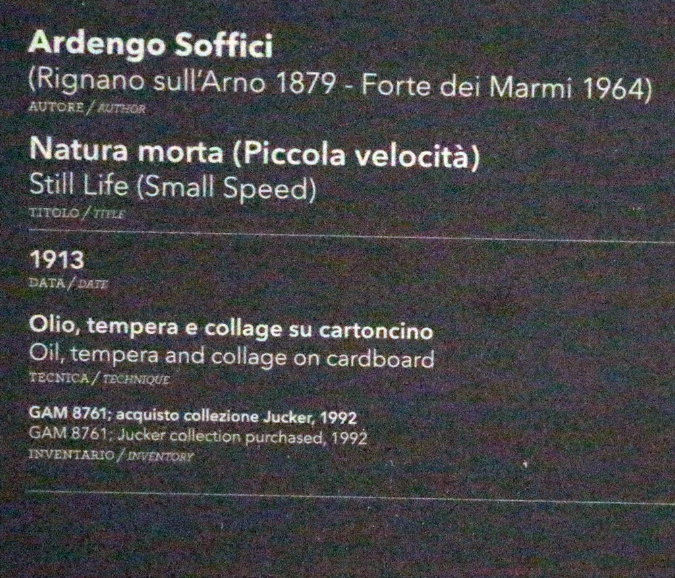 Ardengo Soffici
(Rignano sull'Arno 1879 - Forte dei Marmi 1964)
AUTORE / AUTHOR
Natura morta (Piccola velocità)
Still Life (Small Speed)
TITOLO / TITLE
1913
DATA / DATE
Olio, tempera e collage su cartoncino
Oil, tempera and collage on cardboard
TECNICA / TECHNIQUE
GAM 8761; acquisto collezione Jucker, 1992
GAM 8761; Jucker collection purchased, 1992
INVENTARIO / INVENTORY